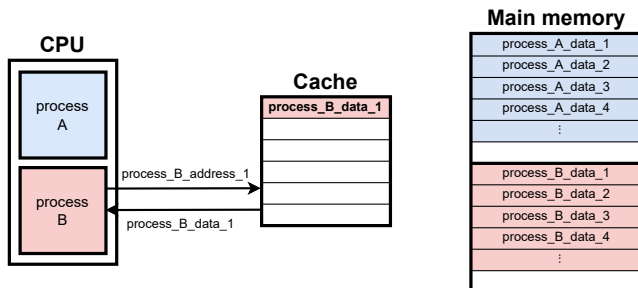 CPU
process
A
process
B
process_B_address_1
process_B_data_1
Cache
process_B_data_1
Main memory
process_A_data_1
process_A_data_2
process_A_data_3
process_A_data_4
⋮
process_B_data_1
process_B_data_2
process_B_data_3
process_B_data_4
⋮